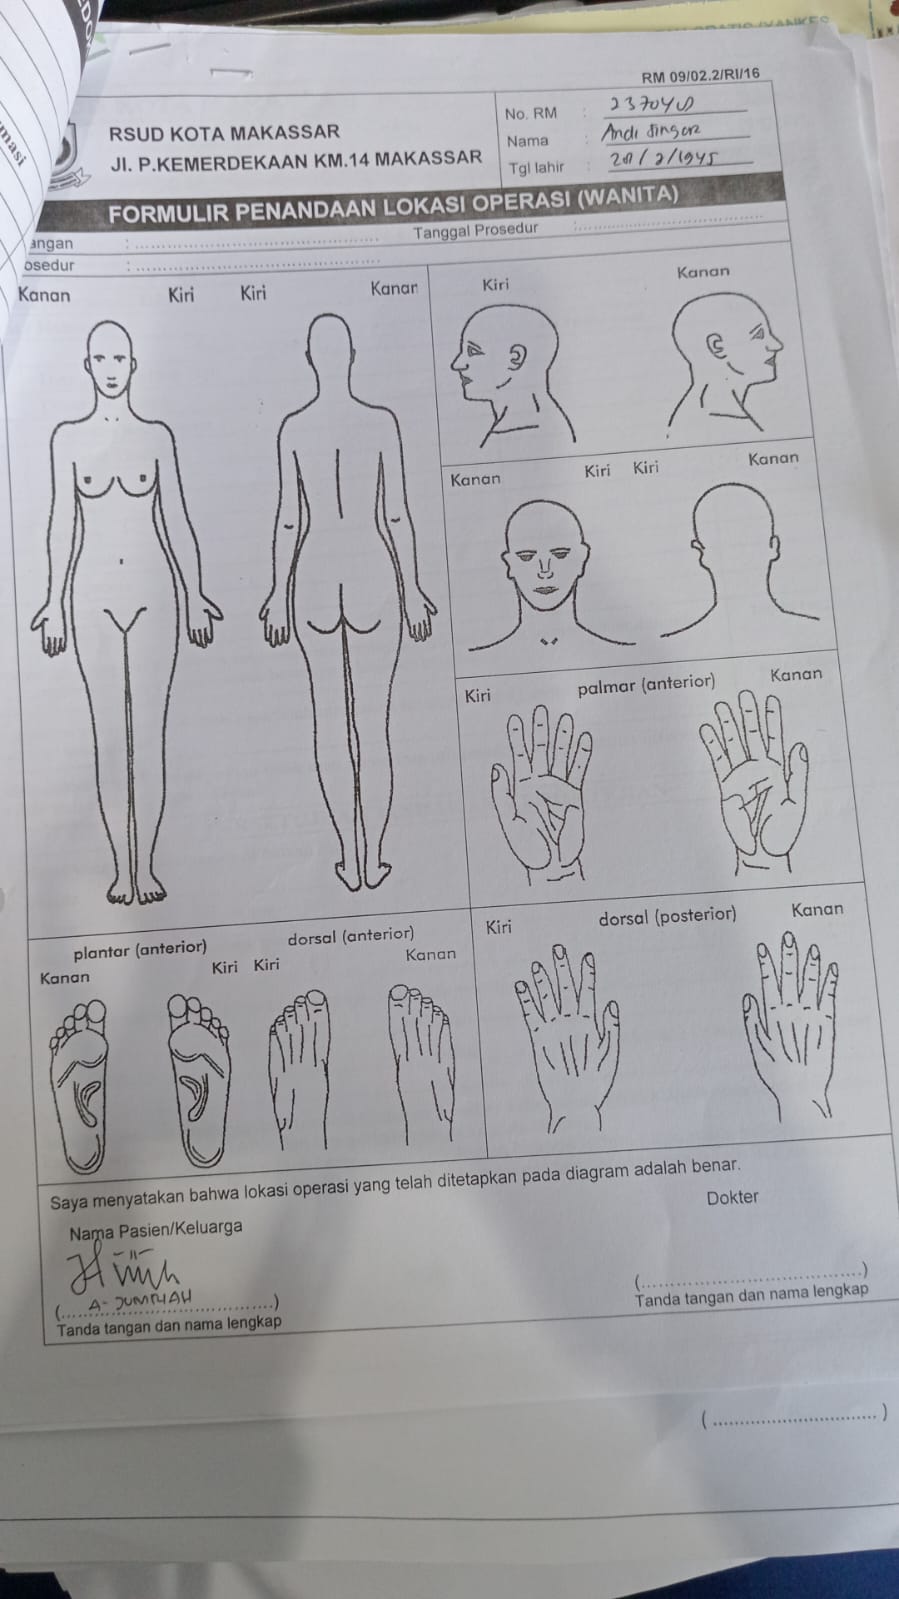 RM 09/02.2/RI/16
RSUD KOTA MAKASSAR
Jl. P.KEMERDEKAAN KM.14 MAKASSAR
No. RM :
Nama : Andi
Tgl lahir : /2/1945
FORMULIR PENANDAAN LOKASI OPERASI (WANITA)
angan : Tanggal Prosedur :
osedur :
Kanan Kiri Kiri Kanan
Kiri Kanan
Kanan Kiri Kiri Kanan
Kiri palmar (anterior) Kanan
plantar (anterior) dorsal (anterior)
Kanan Kiri Kiri Kanan
Kiri dorsal (posterior) Kanan
Saya menyatakan bahwa lokasi operasi yang telah ditetapkan pada diagram adalah benar.
Nama Pasien/Keluarga Dokter
(A- JUMRIAH) (....................)
Tanda tangan dan nama lengkap Tanda tangan dan nama lengkap
(....................)
masi